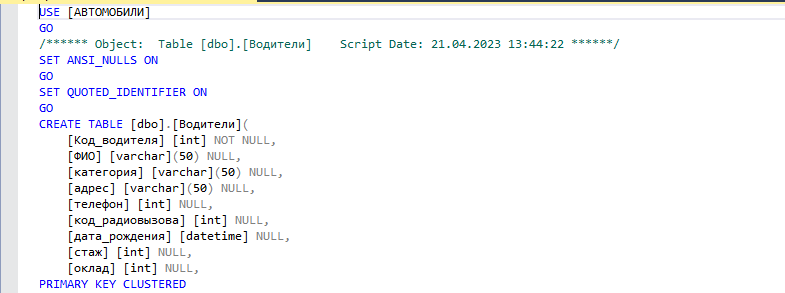 USE [АВТОМОБИЛИ]
GO
/****** Object:  Table [dbo].[Водители]    Script Date: 21.04.2023 13:44:22 ******/
SET ANSI_NULLS ON
GO
SET QUOTED_IDENTIFIER ON
GO
CREATE TABLE [dbo].[Водители](
    [Код_водителя] [int] NOT NULL,
    [ФИО] [varchar](50) NULL,
    [категория] [varchar](50) NULL,
    [адрес] [varchar](50) NULL,
    [телефон] [int] NULL,
    [код_радиовызова] [int] NULL,
    [дата_рождения] [datetime] NULL,
    [стаж] [int] NULL,
    [оклад] [int] NULL,
PRIMARY KEY CLUSTERED